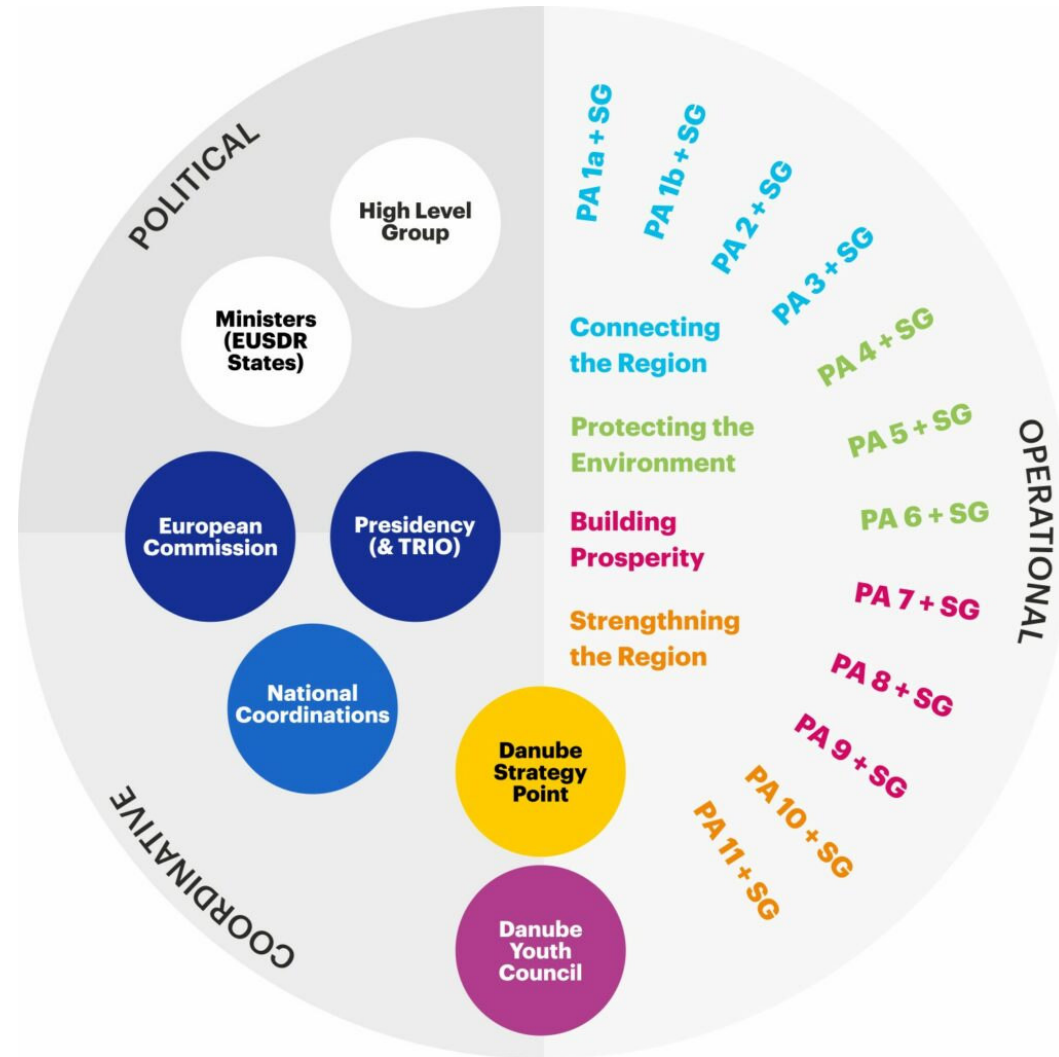 POLITICAL
High Level
Group
Ministers
(EUSDR
States)
European
Commission
Presidency
(& TRIO)
National
Coordinations
COORDINATIVE
Danube
Strategy
Point
Danube
Youth
Council
Connecting
the Region
Protecting the
Environment
Building
Prosperity
Strengthning
the Region
PA 1a + SG
PA 1b + SG
PA 2 + SG
PA 3 + SG
PA 4 + SG
PA 5 + SG
PA 6 + SG
PA 7 + SG
PA 8 + SG
PA 9 + SG
PA 10 + SG
PA 11 + SG
OPERATIONAL